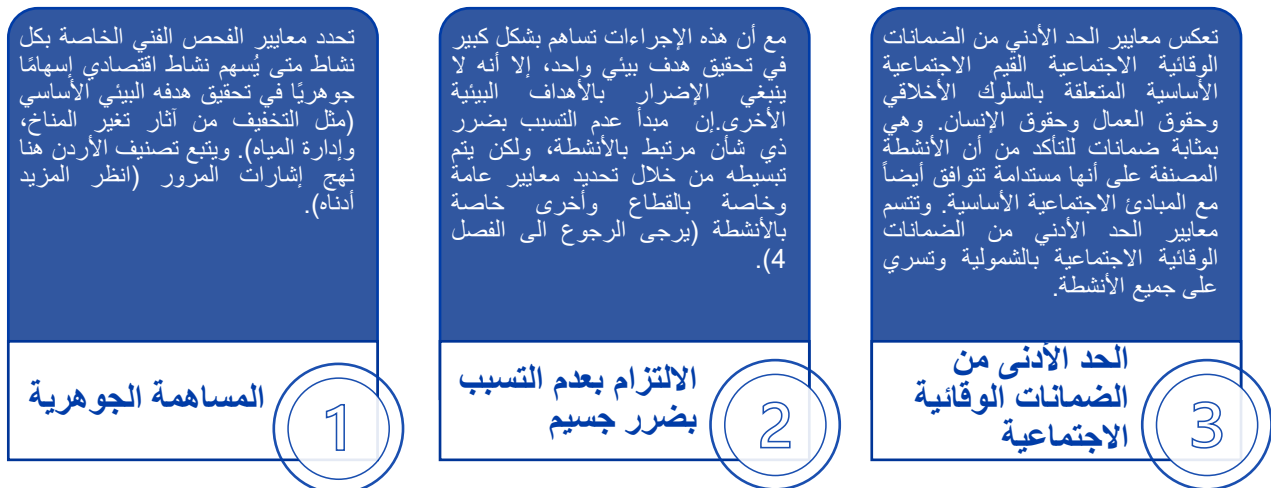 تحدد معايير الفحص الفني الخاصة بكل
نشاط متى يُسهم نشاط اقتصادي إسهامًا
جوهريًا في تحقيق هدفه البيئي الأساسي
(مثل التخفيف من آثار تغير المناخ،
وإدارة المياه). ويتبع تصنيف الأردن هنا
نهج إشارات المرور (انظر المزيد
أدناه).
المساهمة الجوهرية
1
مع أن هذه الإجراءات تساهم بشكل كبير
في تحقيق هدف بيئي واحد، إلا أنه لا
ينبغي الإضرار بالأهداف البيئية
الأخرى.إن مبدأ عدم التسبب بضرر
ذي شأن مرتبط بالأنشطة، ولكن يتم
تبسيطه من خلال تحديد معايير عامة
وخاصة بالقطاع وأخرى خاصة
بالأنشطة (يرجى الرجوع الى الفصل
4).
الالتزام بعدم التسبب
بضرر جسيم
2
تعكس معايير الحد الأدني من الضمانات
الوقائية الاجتماعية القيم الاجتماعية
الأساسية المتعلقة بالسلوك الأخلاقي
وحقوق العمال وحقوق الإنسان. وهي
بمثابة ضمانات للتأكد من أن الأنشطة
المصنفة على أنها مستدامة تتوافق أيضاً
مع المبادئ الاجتماعية الأساسية. وتتسم
معايير الحد الأدني من الضمانات
الوقائية الاجتماعية بالشمولية وتسري
على جميع الأنشطة.
الحد الأدنى من
الضمانات الوقائية
الاجتماعية
3